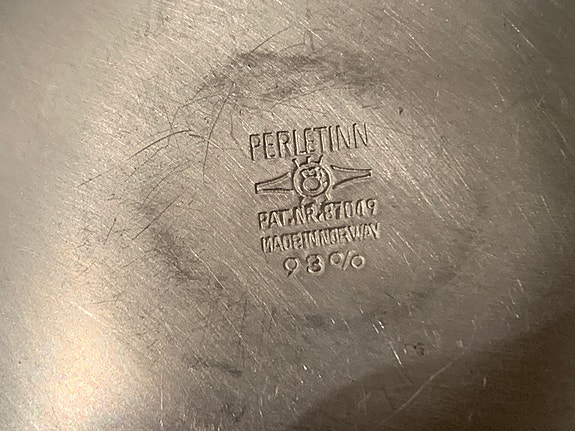 PERLETINN
PAT.NR.87049
MADE IN NORWAY
93%